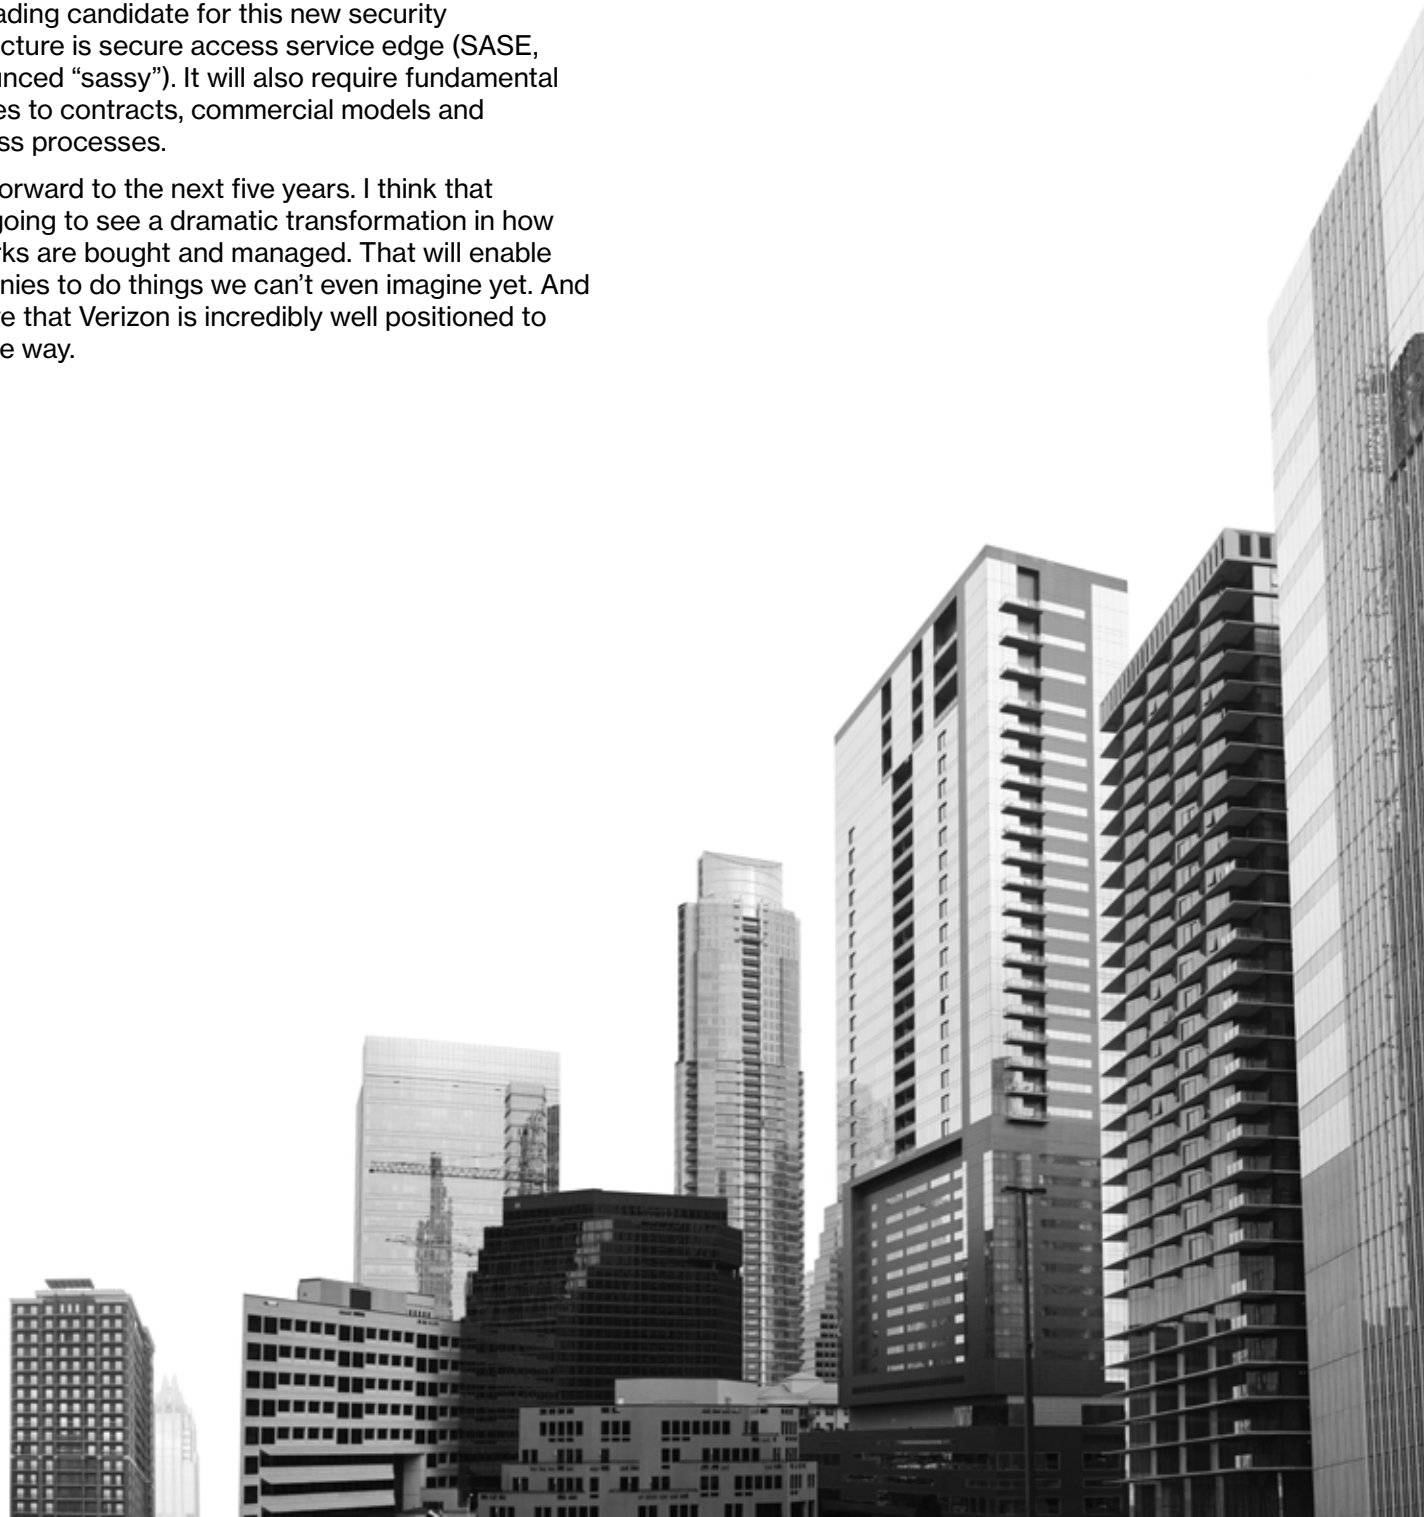 ading candidate for this new security
cture is secure access service edge (SASE,
unced “sassy”). It will also require fundamental
es to contracts, commercial models and
ss processes.
orward to the next five years. I think that
going to see a dramatic transformation in how
rks are bought and managed. That will enable
nies to do things we can’t even imagine yet. And
e that Verizon is incredibly well positioned to
e way.